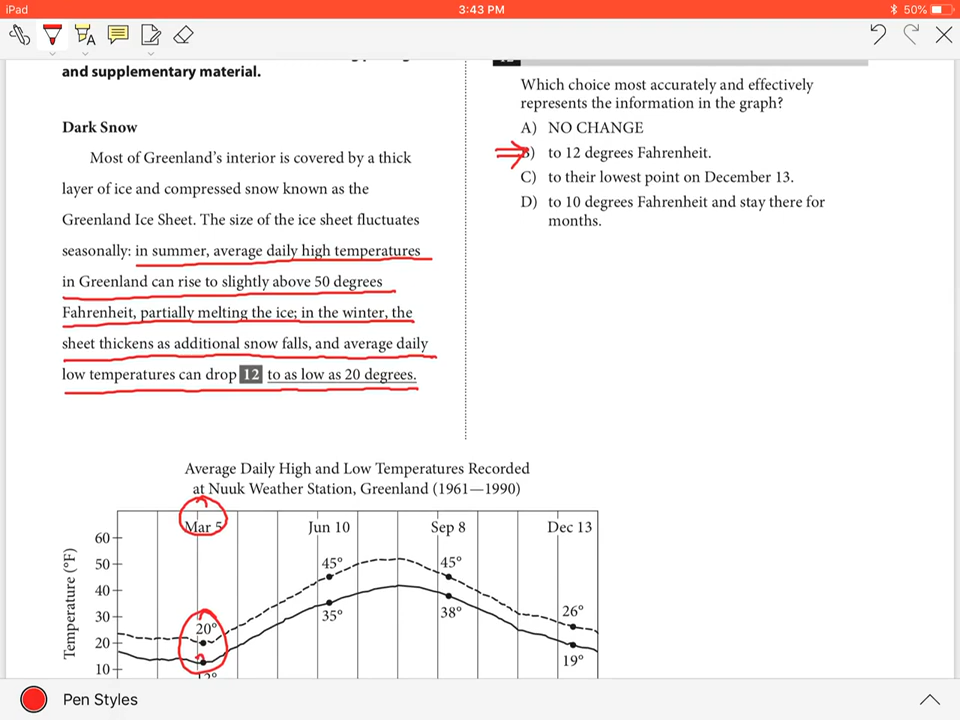 iPad
3:43 PM
50%
and supplementary material.
Dark Snow
Most of Greenland's interior is covered by a thick
layer of ice and compressed snow known as the
Greenland Ice Sheet. The size of the ice sheet fluctuates
seasonally: in summer, average daily high temperatures
in Greenland can rise to slightly above 50 degrees
Fahrenheit, partially melting the ice; in the winter, the
sheet thickens as additional snow falls, and average daily
low temperatures can drop 12 to as low as 20 degrees.
Which choice most accurately and effectively
represents the information in the graph?
A) NO CHANGE
B) to 12 degrees Fahrenheit.
C) to their lowest point on December 13.
D) to 10 degrees Fahrenheit and stay there for
months.
Average Daily High and Low Temperatures Recorded
at Nuuk Weather Station, Greenland (1961—1990)
Mar 5
Jun 10
Sep 8
Dec 13
Temperature (°F)
60
50
40
30
20
10
20°
12°
45°
35°
45°
38°
26°
19°
Pen Styles